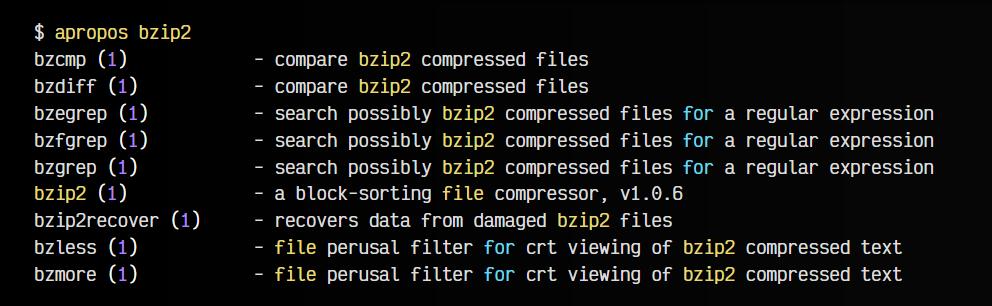 $ apropos bzip2
bzcmp (1)            - compare bzip2 compressed files
bzdiff (1)           - compare bzip2 compressed files
bzegrep (1)          - search possibly bzip2 compressed files for a regular expression
bzfgrep (1)          - search possibly bzip2 compressed files for a regular expression
bzgrep (1)           - search possibly bzip2 compressed files for a regular expression
bzip2 (1)            - a block-sorting file compressor, v1.0.6
bzip2recover (1)     - recovers data from damaged bzip2 files
bzless (1)           - file perusal filter for crt viewing of bzip2 compressed text
bzmore (1)           - file perusal filter for crt viewing of bzip2 compressed text